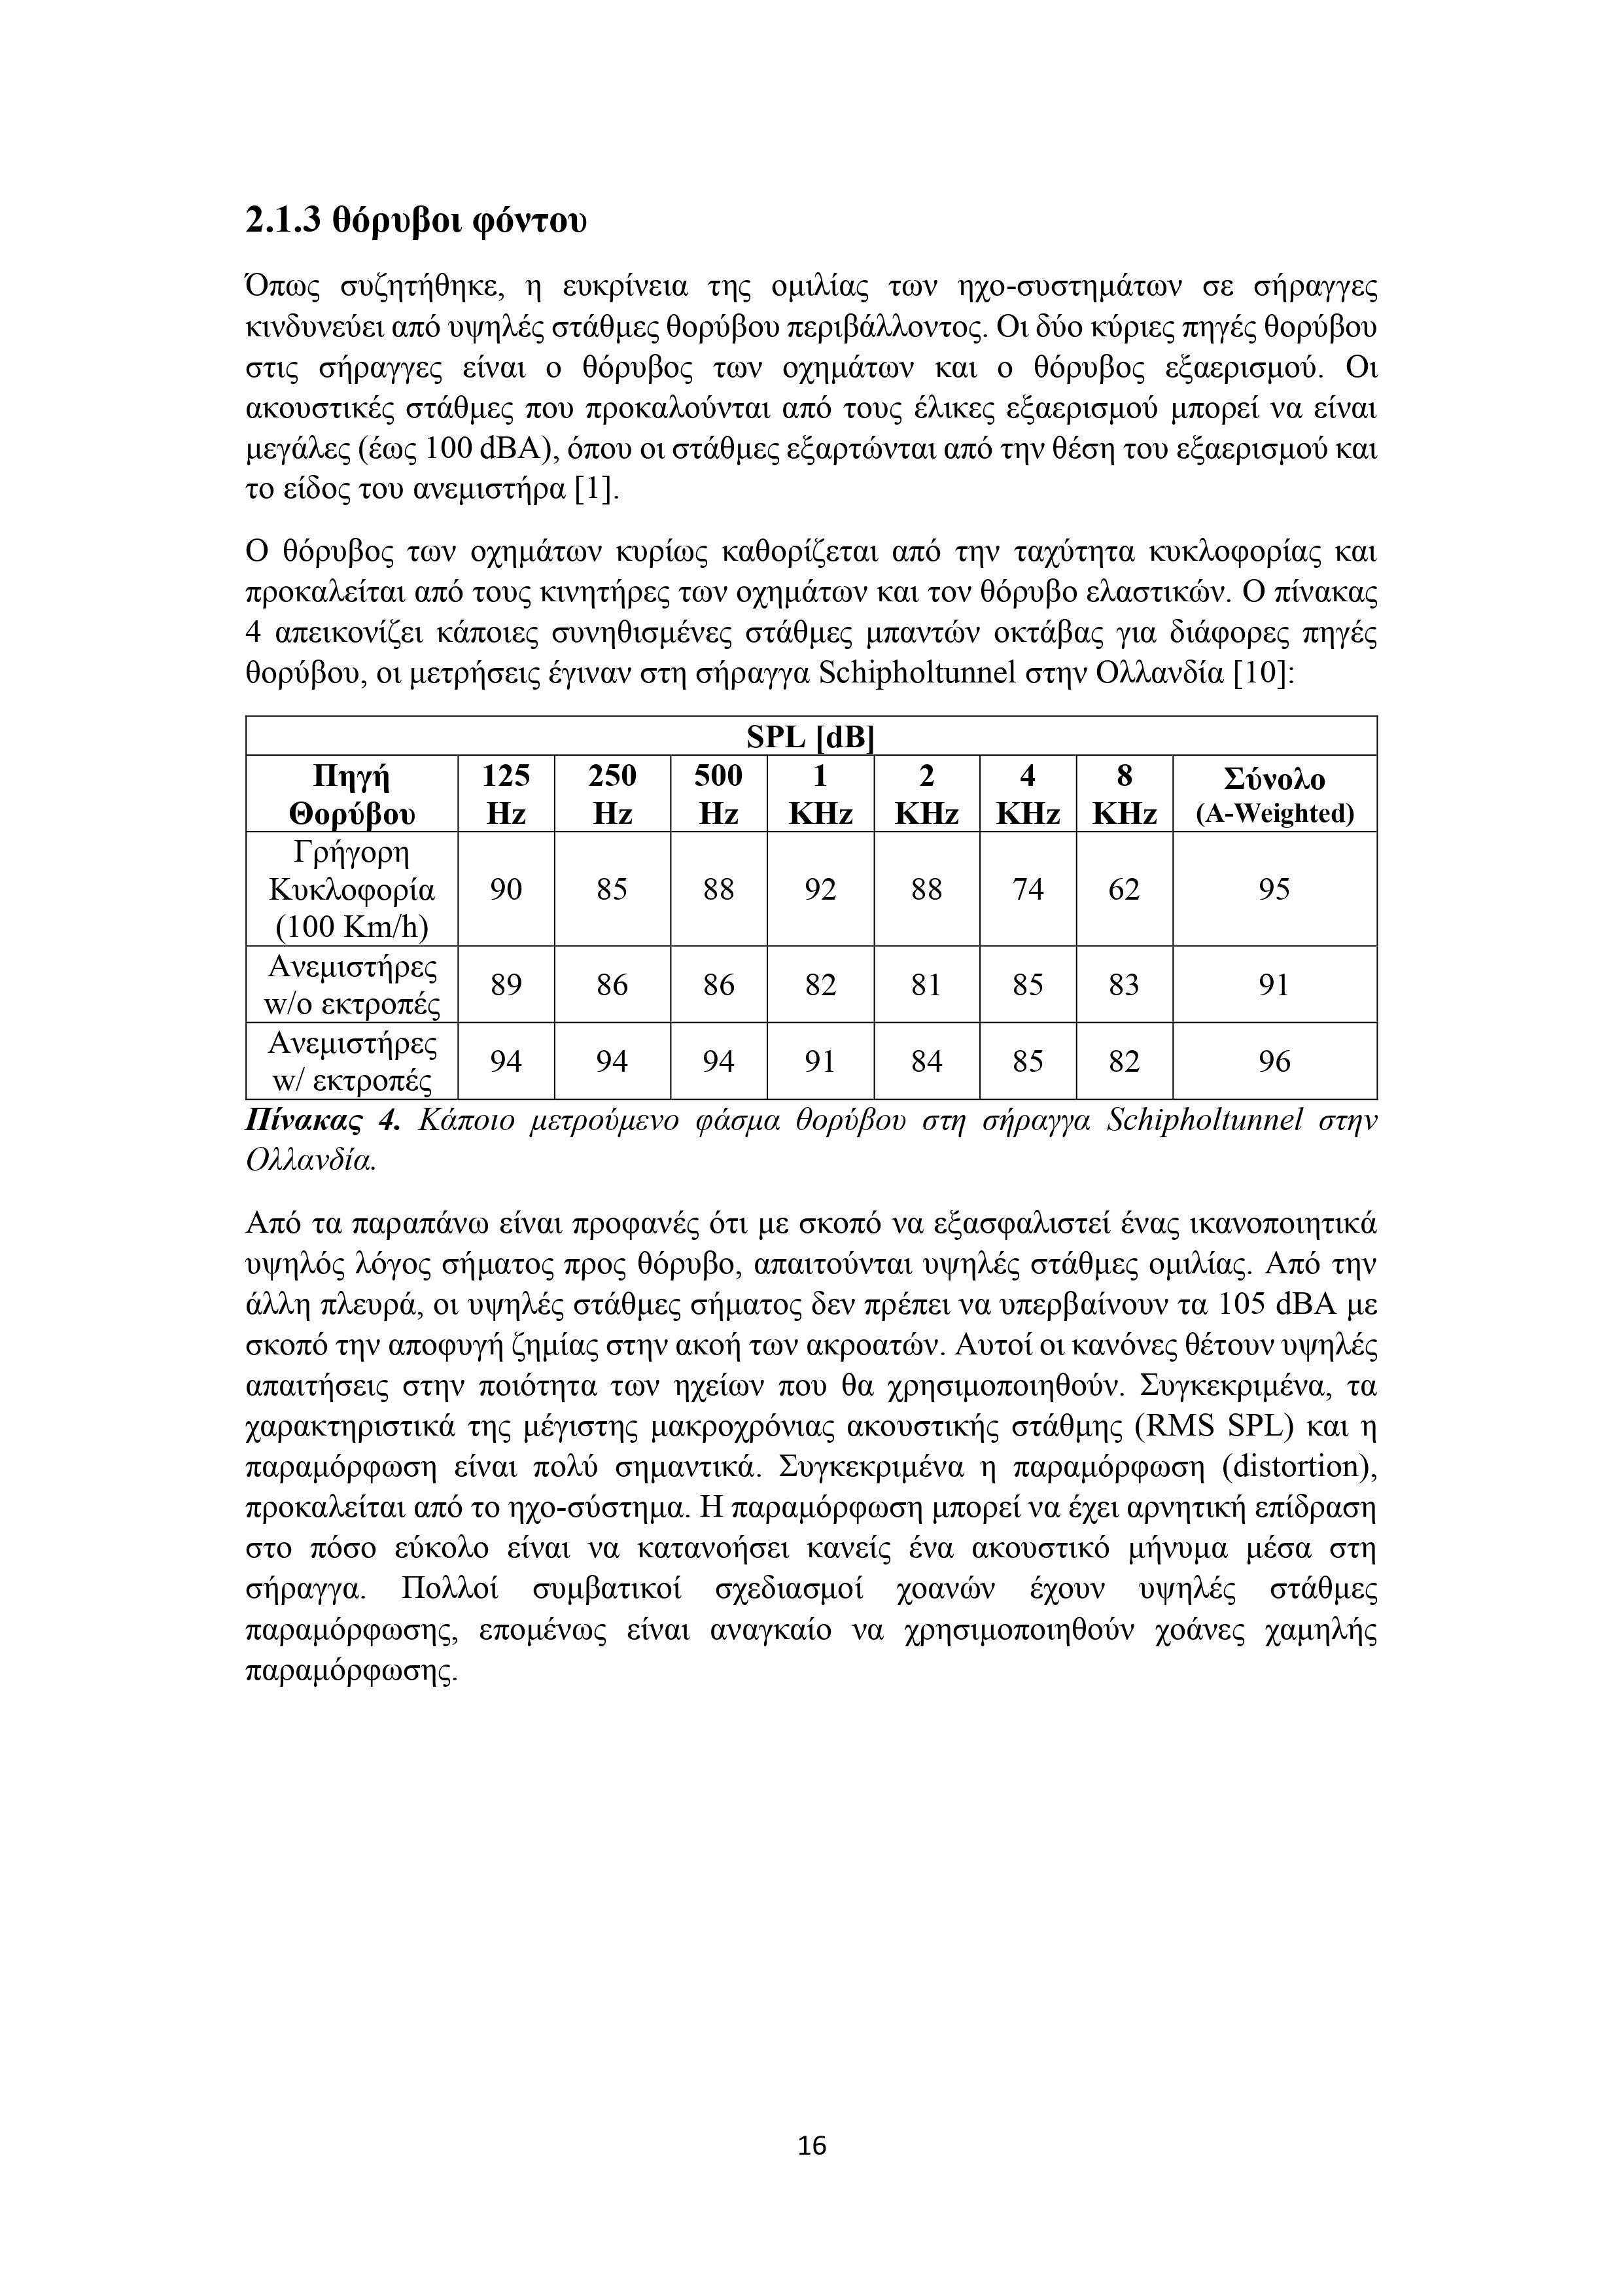 2.1.3 θόρυβοι φόντου
Όπως συζητήθηκε, η ευκρίνεια της ομιλίας των ηχο-συστημάτων σε σήραγγες
κινδυνεύει από υψηλές στάθμες θορύβου περιβάλλοντος. Οι δύο κύριες πηγές θορύβου
στις σήραγγες είναι ο θόρυβος των οχημάτων και ο θόρυβος εξαερισμού. Οι
ακουστικές στάθμες που προκαλούνται από τους έλικες εξαερισμού μπορεί να είναι
μεγάλες (έως 100 dBA), όπου οι στάθμες εξαρτώνται από την θέση του εξαερισμού και
το είδος του ανεμιστήρα [1].
Ο θόρυβος των οχημάτων κυρίως καθορίζεται από την ταχύτητα κυκλοφορίας και
προκαλείται από τους κινητήρες των οχημάτων και τον θόρυβο ελαστικών. Ο πίνακας
4 απεικονίζει κάποιες συνηθισμένες στάθμες μπαντών οκτάβας για διάφορες πηγές
θορύβου, οι μετρήσεις έγιναν στη σήραγγα Schipholtunnel στην Ολλανδία [10]:
SPL [dB]
Πηγή Θορύβου 125 Hz 250 Hz 500 Hz 1 KHz 2 KHz 4 KHz 8 KHz Σύνολο (A-Weighted)
Γρήγορη Κυκλοφορία (100 Km/h) 90 85 88 92 88 74 62 95
Ανεμιστήρες w/o εκτροπές 89 86 86 82 81 85 83 91
Ανεμιστήρες w/ εκτροπές 94 94 94 91 84 85 82 96
Πίνακας 4. Κάποιο μετρούμενο φάσμα θορύβου στη σήραγγα Schipholtunnel στην
Ολλανδία.
Από τα παραπάνω είναι προφανές ότι με σκοπό να εξασφαλιστεί ένας ικανοποιητικά
υψηλός λόγος σήματος προς θόρυβο, απαιτούνται υψηλές στάθμες ομιλίας. Από την
άλλη πλευρά, οι υψηλές στάθμες σήματος δεν πρέπει να υπερβαίνουν τα 105 dBA με
σκοπό την αποφυγή ζημίας στην ακοή των ακροατών. Αυτοί οι κανόνες θέτουν υψηλές
απαιτήσεις στην ποιότητα των ηχείων που θα χρησιμοποιηθούν. Συγκεκριμένα, τα
χαρακτηριστικά της μέγιστης μακροχρόνιας ακουστικής στάθμης (RMS SPL) και η
παραμόρφωση είναι πολύ σημαντικά. Συγκεκριμένα η παραμόρφωση (distortion),
προκαλείται από το ηχο-σύστημα. Η παραμόρφωση μπορεί να έχει αρνητική επίδραση
στο πόσο εύκολο είναι να κατανοήσει κανείς ένα ακουστικό μήνυμα μέσα στη
σήραγγα. Πολλοί συμβατικοί σχεδιασμοί χοανών έχουν υψηλές στάθμες
παραμόρφωσης, επομένως είναι αναγκαίο να χρησιμοποιηθούν χοάνες χαμηλής
παραμόρφωσης.
16